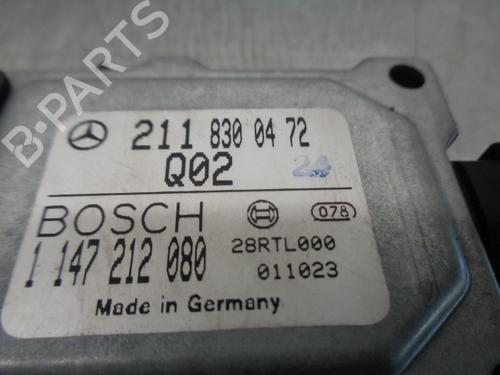 B-PARTS
211 830 04 72
Q02 24
BOSCH 078
1 147 212 080 28RTL000
011023
Made in Germany